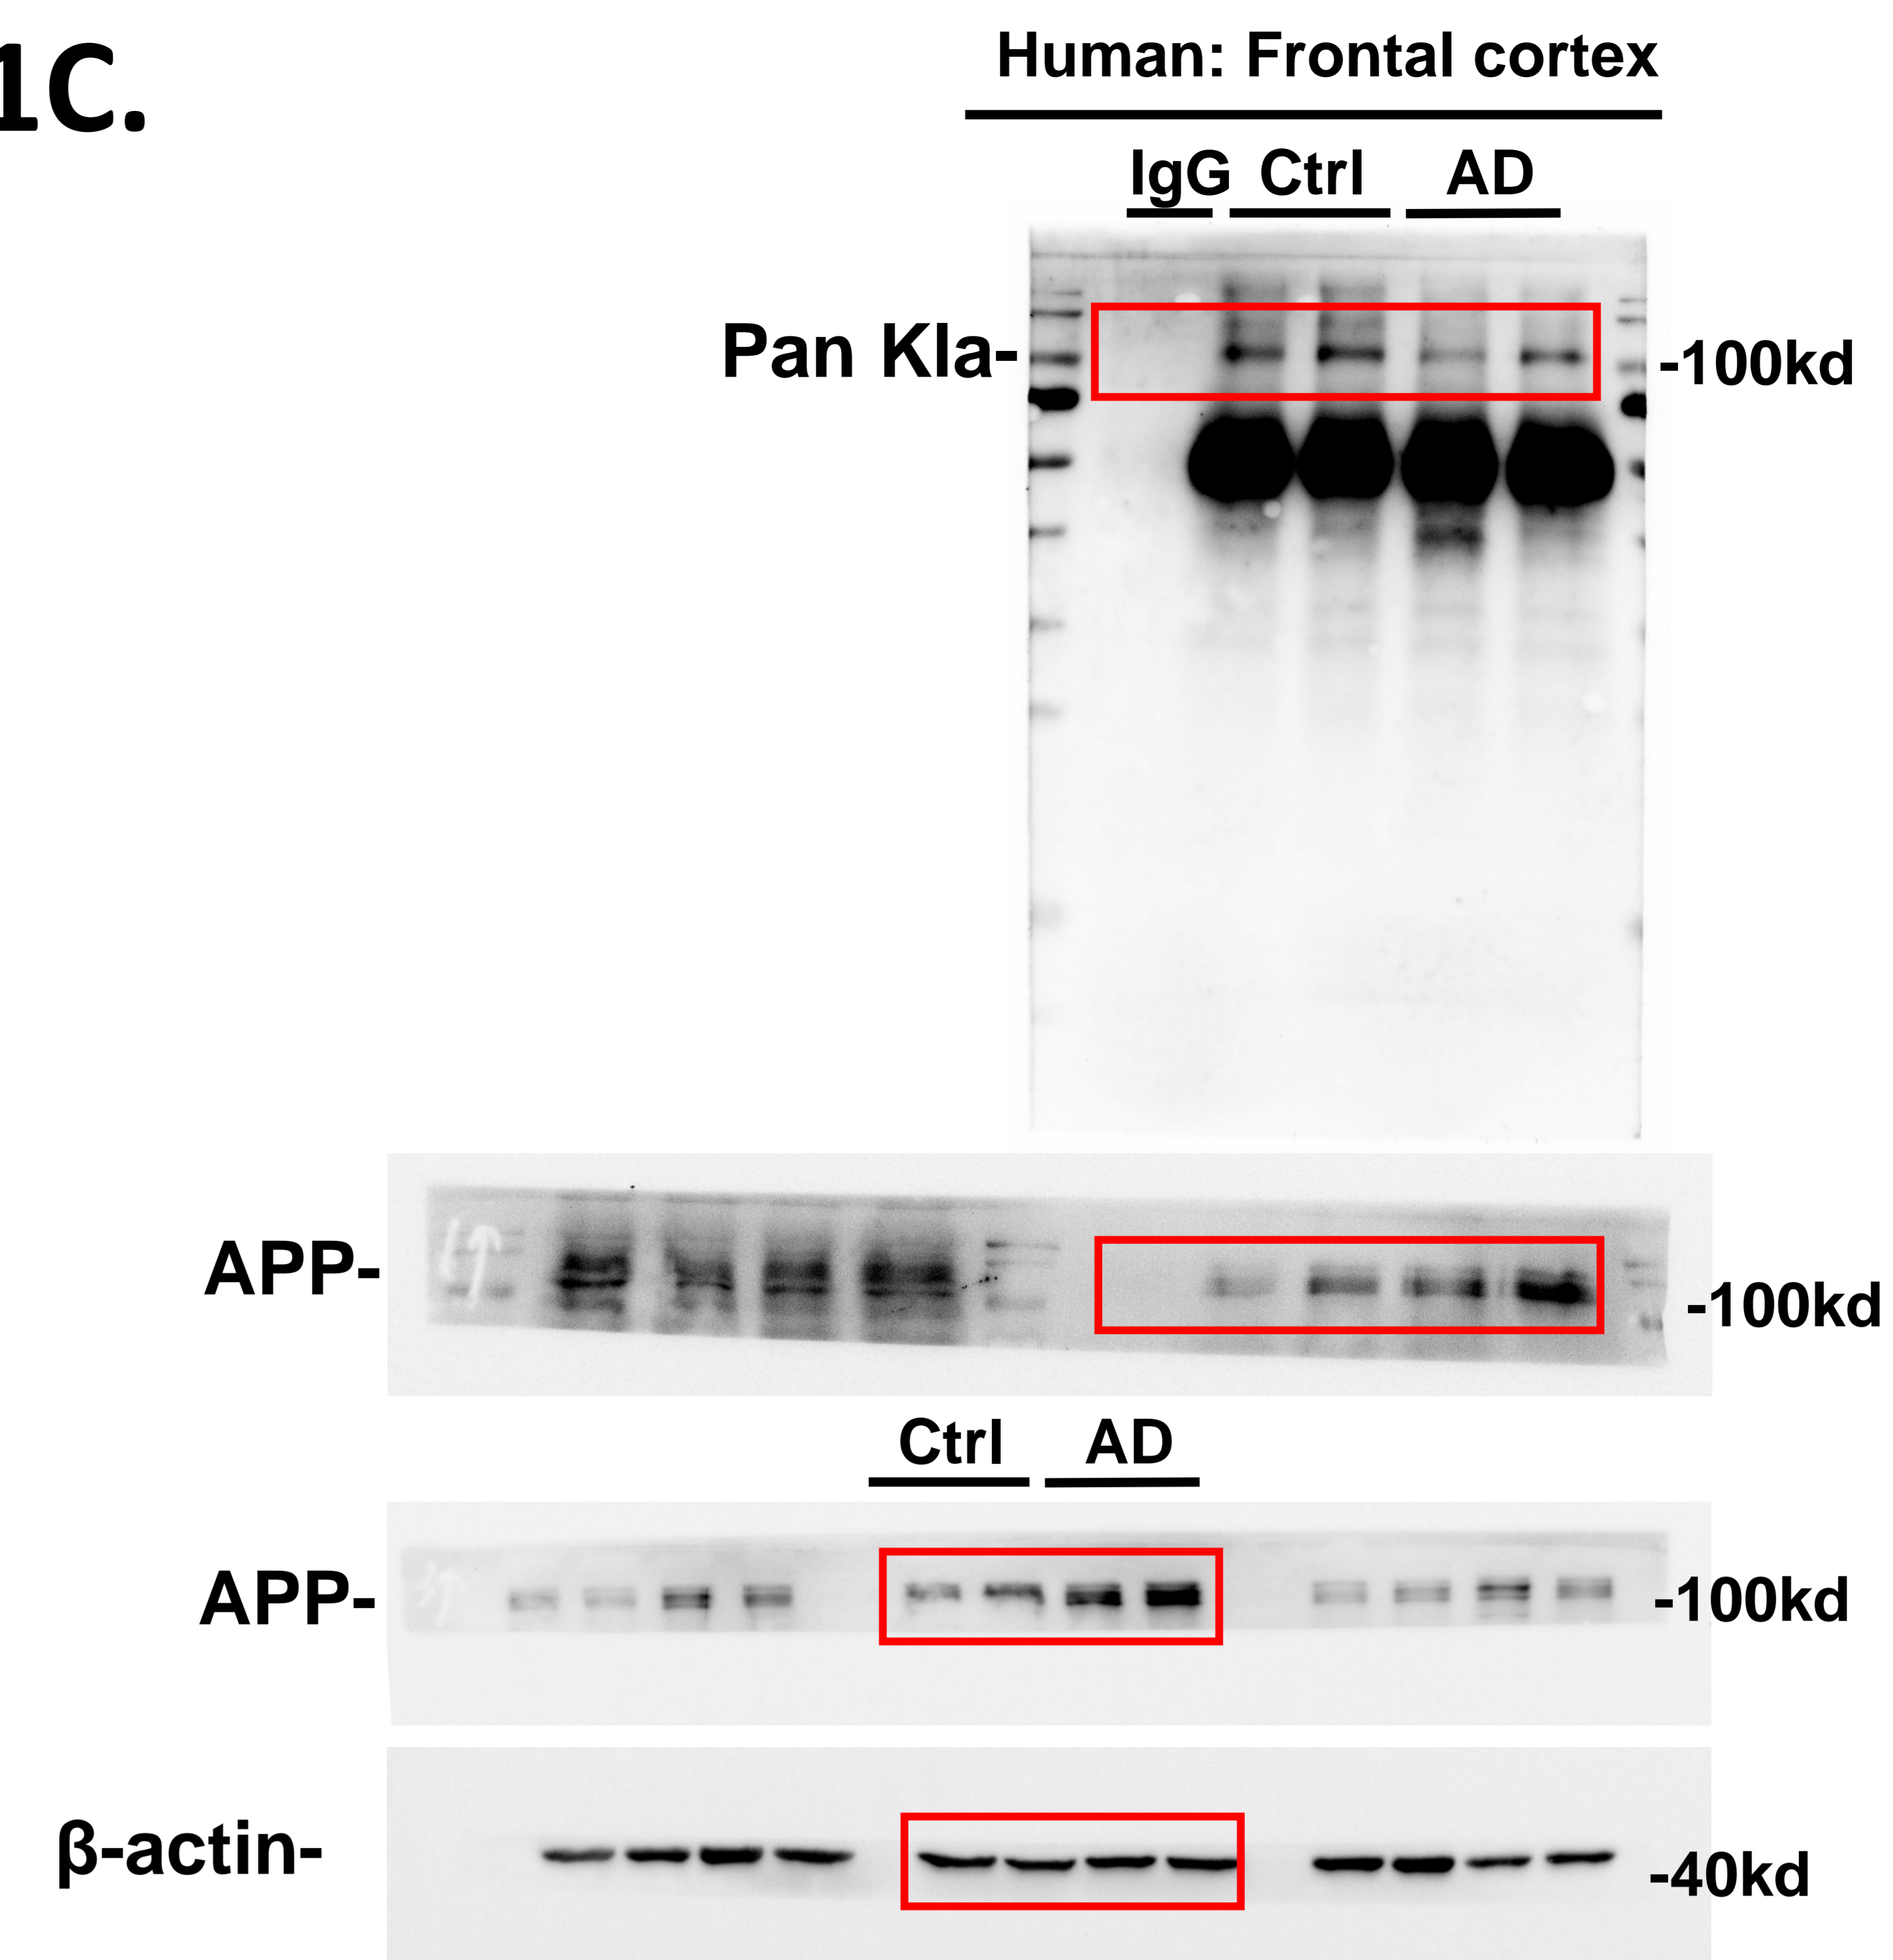 1C.
Human: Frontal cortex
IgG Ctrl AD
Pan Kla-
-100kd
APP-
-100kd
Ctrl AD
APP-
-100kd
β-actin-
-40kd